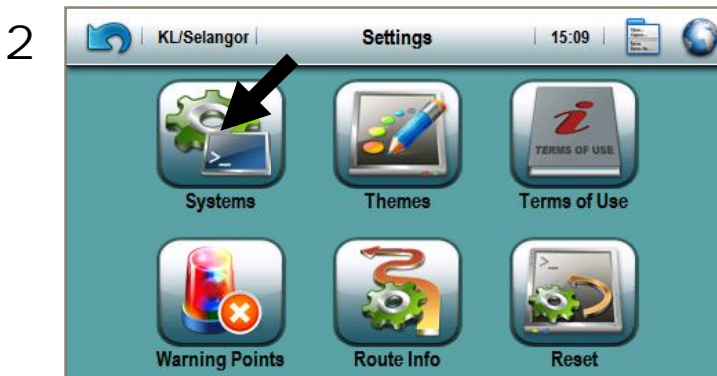 2
KL/Selangor Settings 15:09
>_ TERMS OF USE
Systems Themes Terms of Use
>_
Warning Points Route Info Reset